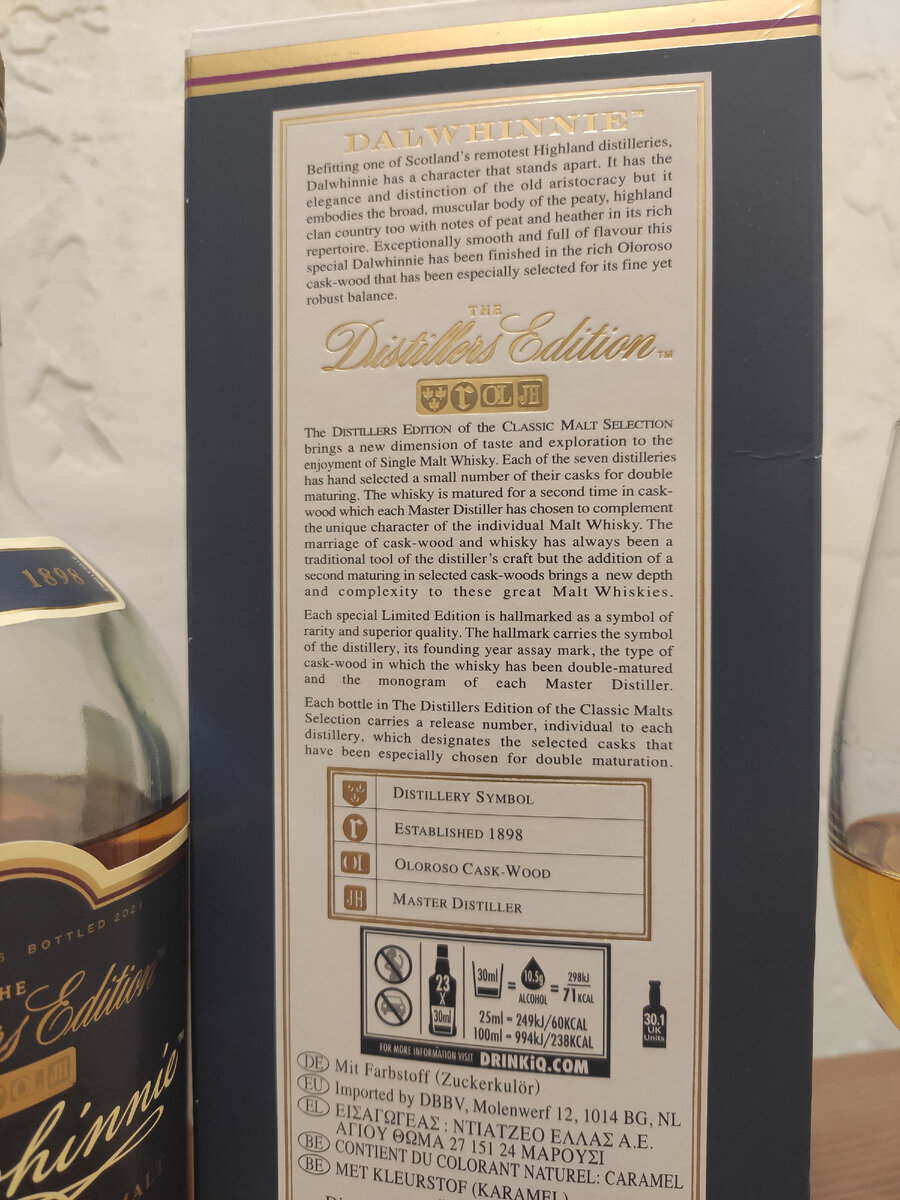 DALWHINNIE™
Befitting one of Scotland's remotest Highland distilleries,
Dalwhinnie has a character that stands apart. It has the
elegance and distinction of the old aristocracy but it
embodies the broad, muscular body of the peaty, highland
clan country too with notes of peat and heather in its rich
repertoire. Exceptionally smooth and full of flavour this
special Dalwhinnie has been finished in the rich Oloroso
cask-wood that has been especially selected for its fine yet
robust balance.
THE
Distillers Edition™
r OL JH
The DISTILLERS EDITION of the CLASSIC MALT SELECTION
brings a new dimension of taste and exploration to the
enjoyment of Single Malt Whisky. Each of the seven distilleries
has hand selected a small number of their casks for double
maturing. The whisky is matured for a second time in cask-
wood which each Master Distiller has chosen to complement
the unique character of the individual Malt Whisky. The
marriage of cask-wood and whisky has always been a
traditional tool of the distiller's craft but the addition of a
second maturing in selected cask-woods brings a new depth
and complexity to these great Malt Whiskies.
Each special Limited Edition is hallmarked as a symbol of
rarity and superior quality. The hallmark carries the symbol
of the distillery, its founding year assay mark, the type of
cask-wood in which the whisky has been double-matured
and the monogram of each Master Distiller.
Each bottle in The Distillers Edition of the Classic Malts
Selection carries a release number, individual to each
distillery, which designates the selected casks that
have been especially chosen for double maturation.
DISTILLERY SYMBOL
r ESTABLISHED 1898
OL OLOROSO CASK-WOOD
JH MASTER DISTILLER
23 x 30ml
30ml = 10.5g ALCOHOL = 298kJ 71KCAL
25ml = 249kJ/60KCAL
100ml = 994kJ/238KCAL
FOR MORE INFORMATION VISIT DRINKiQ.COM
30.1 UK Units
DE Mit Farbstoff (Zuckerkulör)
EU Imported by DBBV, Molenwerf 12, 1014 BG, NL
EL ΕΙΣΑΓΩΓΕΑΣ : ΝΤΙΑΤΖΕΟ ΕΛΛΑΣ Α.Ε.
ΑΓΙΟΥ ΘΩΜΑ 27 151 24 ΜΑΡΟΥΣΙ
BE CONTIENT DU COLORANT NATUREL: CARAMEL
BE MET KLEURSTOF (KARAMEL)
1898
BOTTLED 2021
THE
rs Edition™
OL JH
hinnie™
MALT